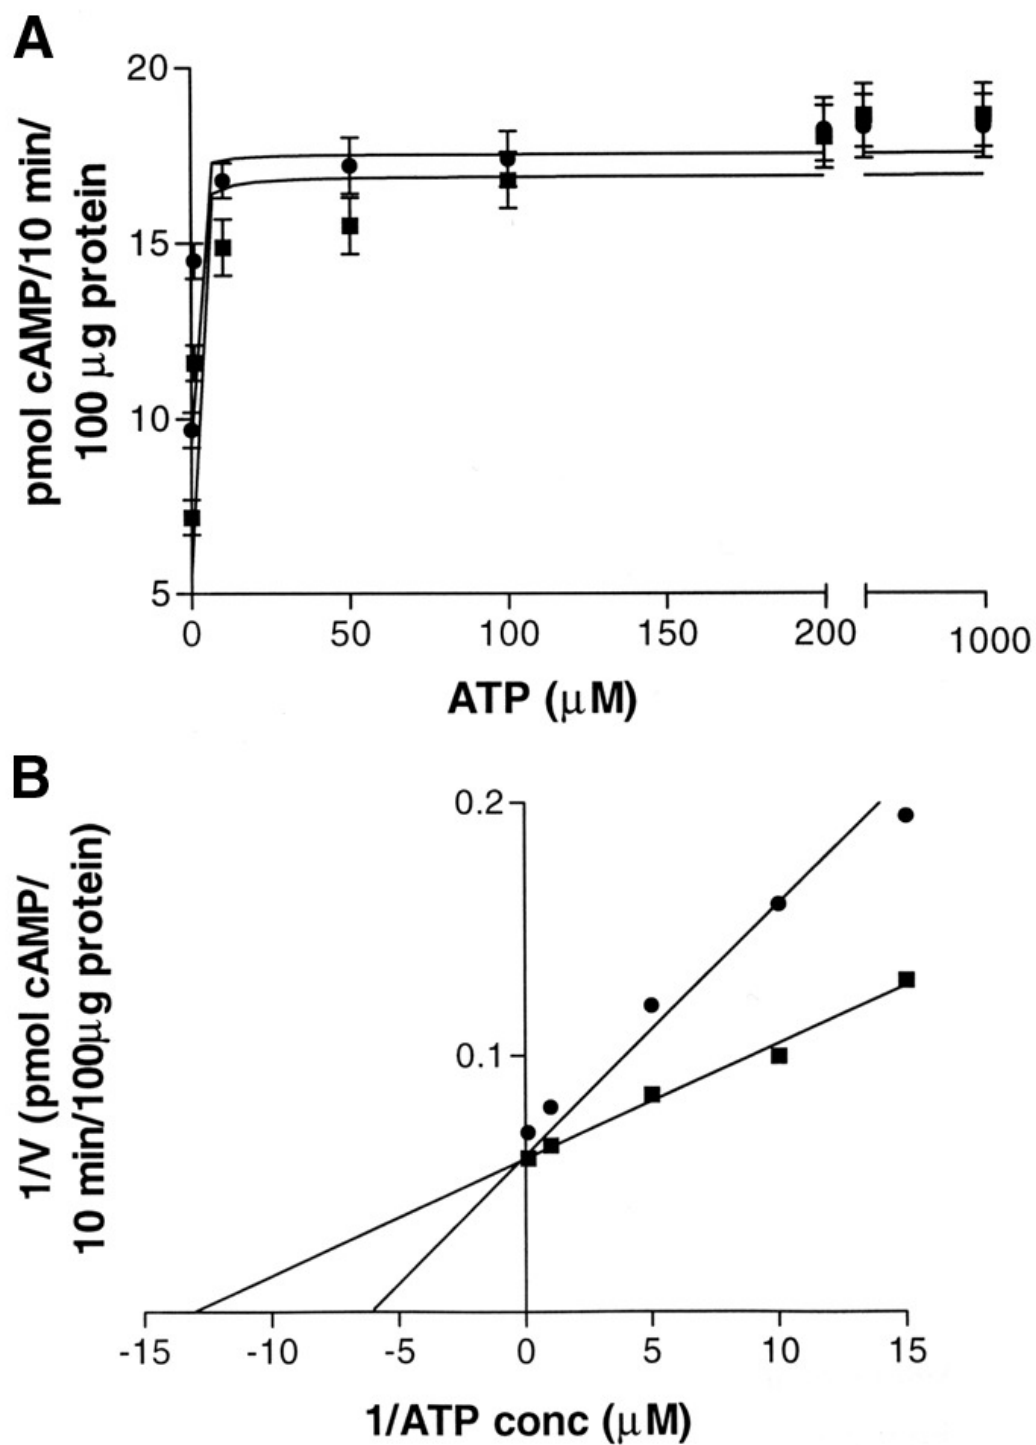 A
pmol cAMP/10 min/
100 μg protein
20
15
10
5
0 50 100 150 200 1000
ATP (μM)
B
1/V (pmol cAMP/
10 min/100μg protein)
0.2
0.1
-15 -10 -5 0 5 10 15
1/ATP conc (μM)